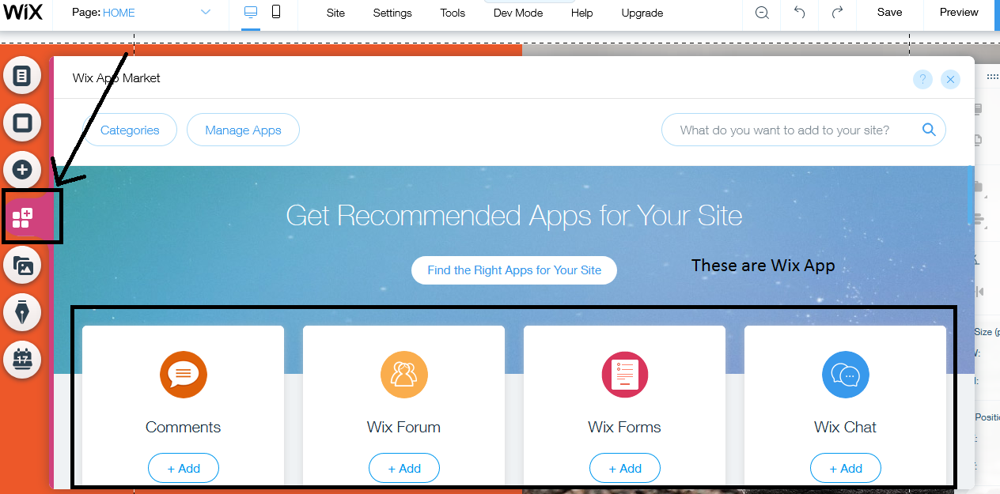 WiX
Page: HOME
Site
Settings
Tools
Dev Mode
Help
Upgrade
Save
Preview
Wix App Market
?
Categories
Manage Apps
What do you want to add to your site?
Get Recommended Apps for Your Site
Find the Right Apps for Your Site
These are Wix App
17
Comments
Wix Forum
Wix Forms
Wix Chat
+ Add
+ Add
+ Add
+ Add
Size (p